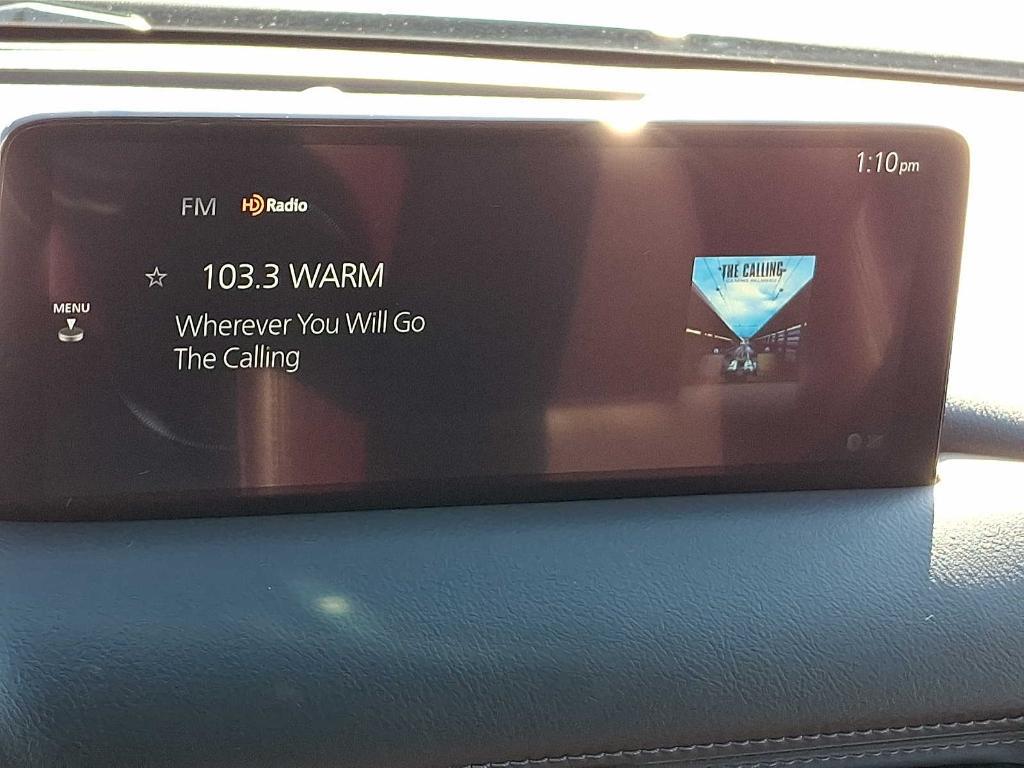 1:10pm
FM HD Radio
103.3 WARM
MENU
Wherever You Will Go
The Calling
THE CALLING